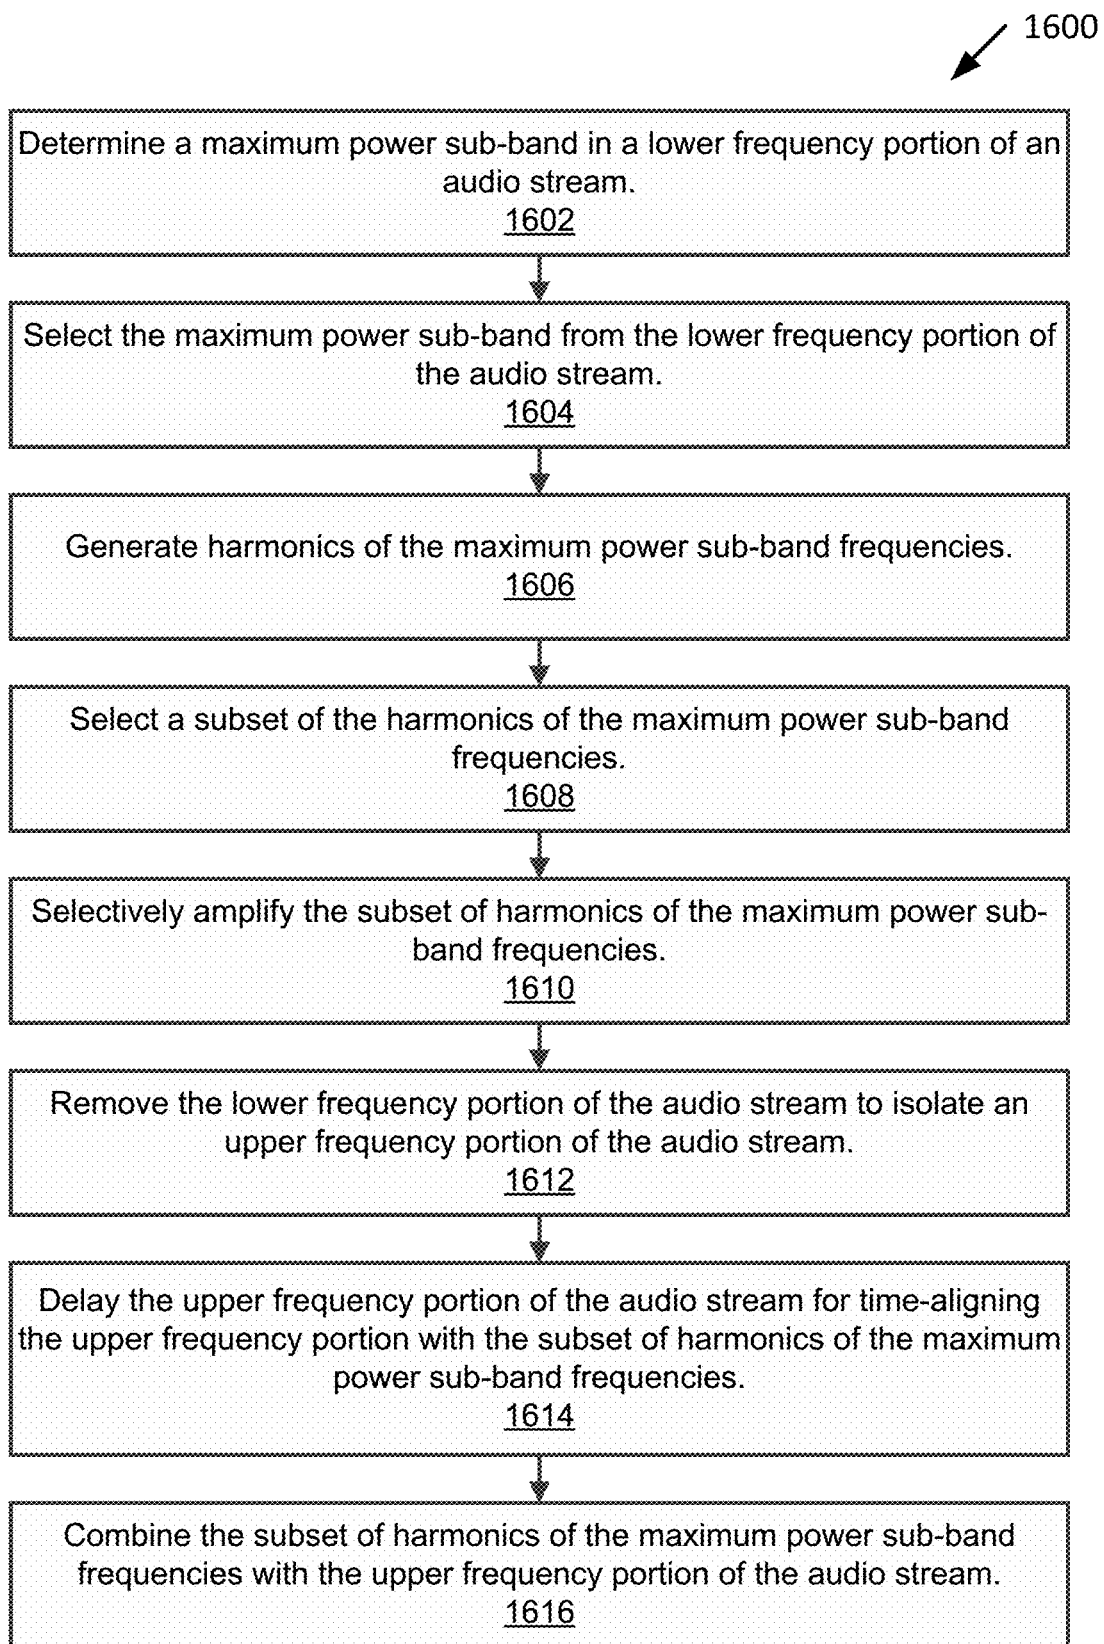 1600
Determine a maximum power sub-band in a lower frequency portion of an
audio stream.
1602
Select the maximum power sub-band from the lower frequency portion of
the audio stream.
1604
Generate harmonics of the maximum power sub-band frequencies.
1606
Select a subset of the harmonics of the maximum power sub-band
frequencies.
1608
Selectively amplify the subset of harmonics of the maximum power sub-
band frequencies.
1610
Remove the lower frequency portion of the audio stream to isolate an
upper frequency portion of the audio stream.
1612
Delay the upper frequency portion of the audio stream for time-aligning
the upper frequency portion with the subset of harmonics of the maximum
power sub-band frequencies.
1614
Combine the subset of harmonics of the maximum power sub-band
frequencies with the upper frequency portion of the audio stream.
1616